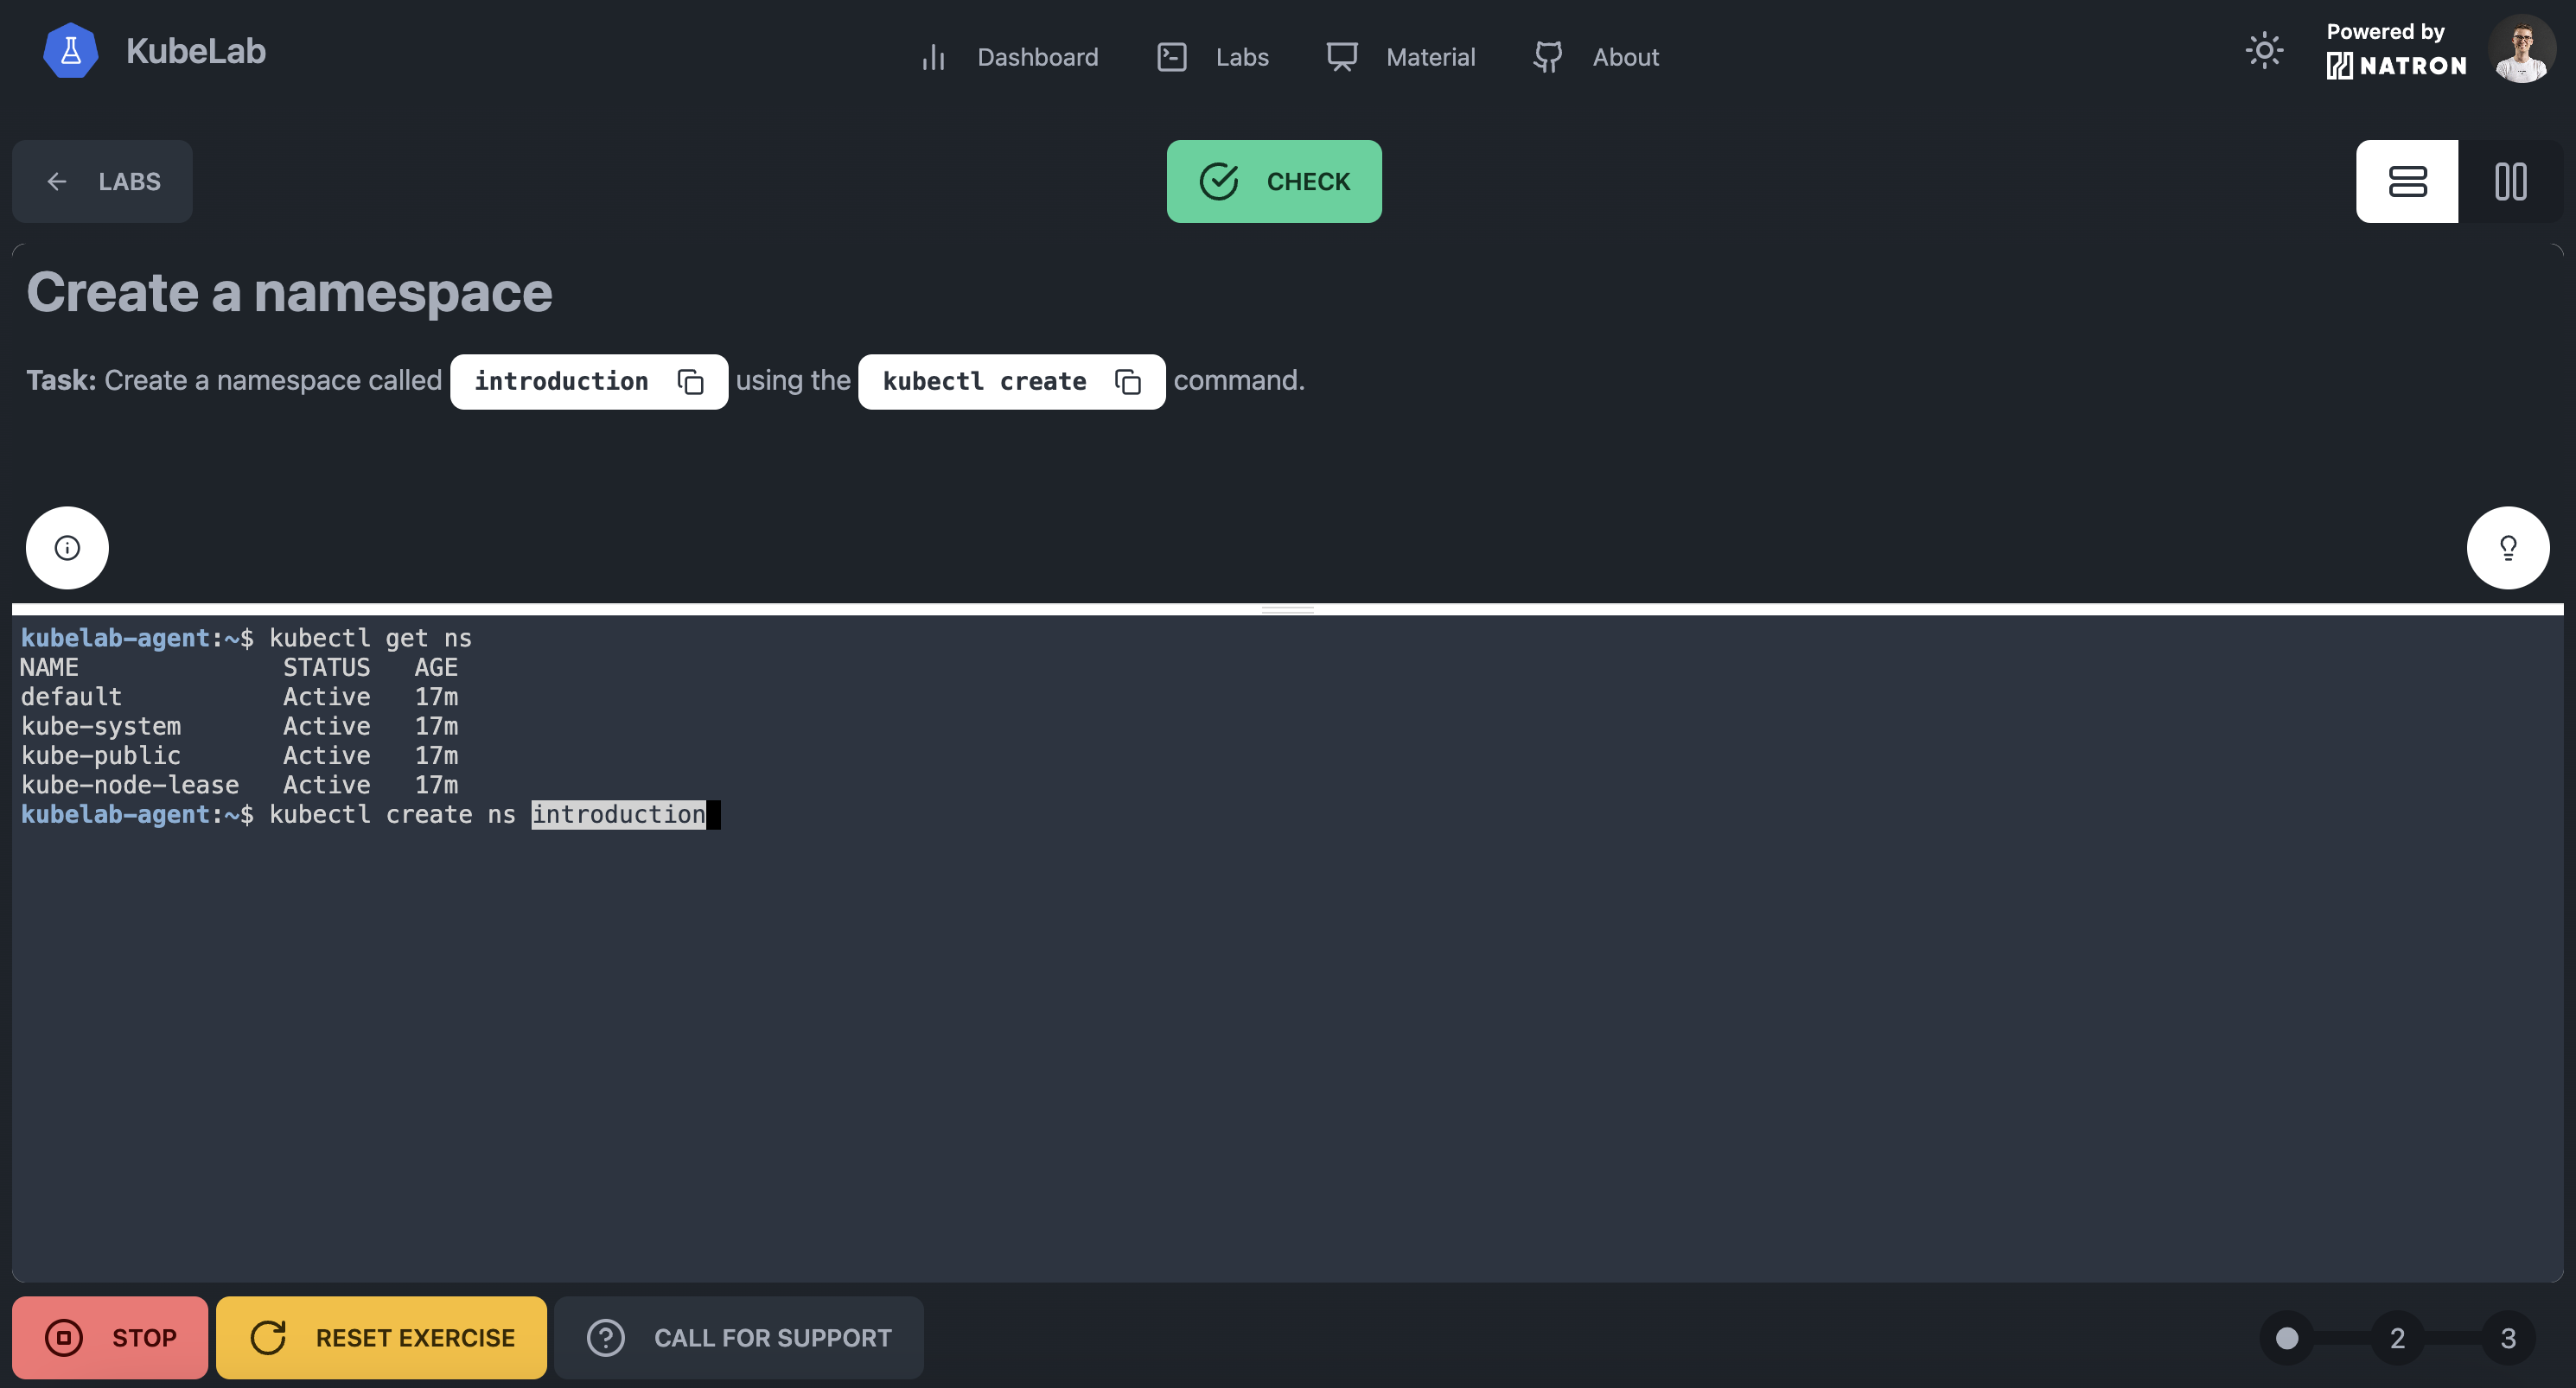 KubeLab
Dashboard
Labs
Material
About
Powered by
NATRON
LABS
CHECK
Create a namespace
Task: Create a namespace called introduction using the kubectl create command.
kubelab-agent:~$ kubectl get ns
NAME STATUS AGE
default Active 17m
kube-system Active 17m
kube-public Active 17m
kube-node-lease Active 17m
kubelab-agent:~$ kubectl create ns introduction
STOP
RESET EXERCISE
CALL FOR SUPPORT
2
3